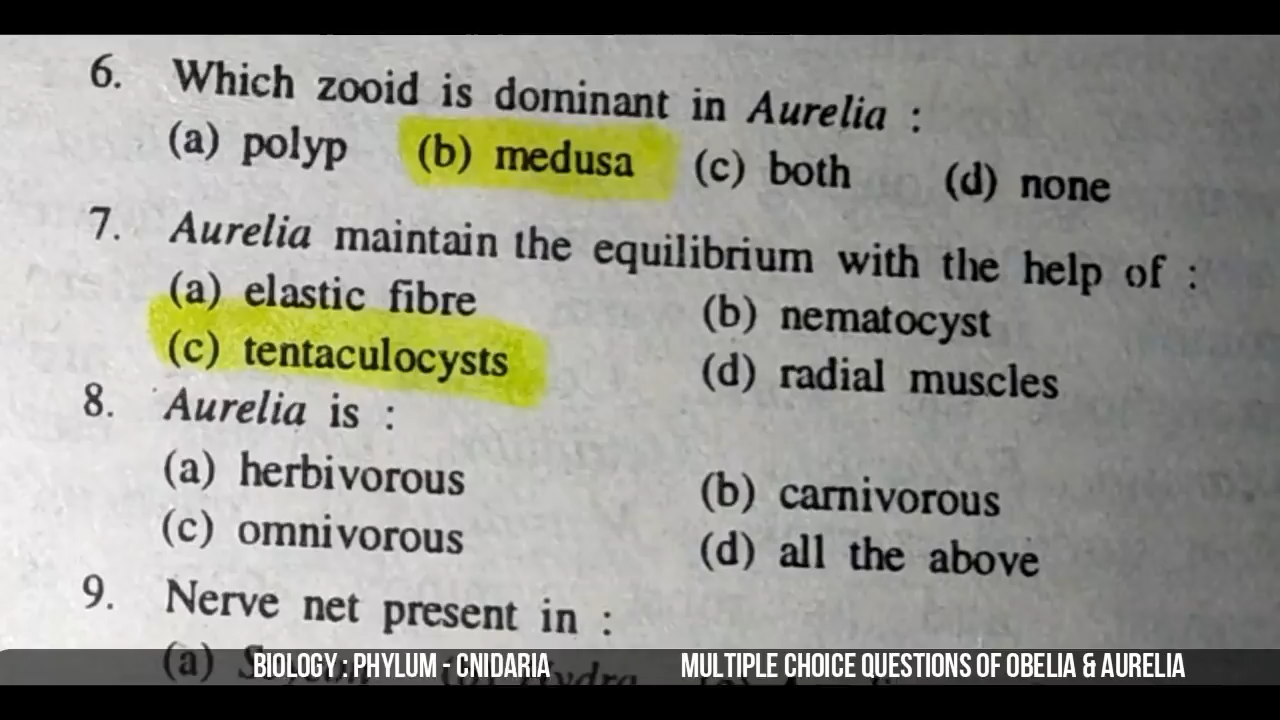 6. Which zooid is dominant in Aurelia :
(a) polyp (b) medusa (c) both (d) none
7. Aurelia maintain the equilibrium with the help of :
(a) elastic fibre (b) nematocyst
(c) tentaculocysts (d) radial muscles
8. Aurelia is :
(a) herbivorous (b) carnivorous
(c) omnivorous (d) all the above
9. Nerve net present in :
(a) Hydra
BIOLOGY : PHYLUM - CNIDARIA MULTIPLE CHOICE QUESTIONS OF OBELIA & AURELIA